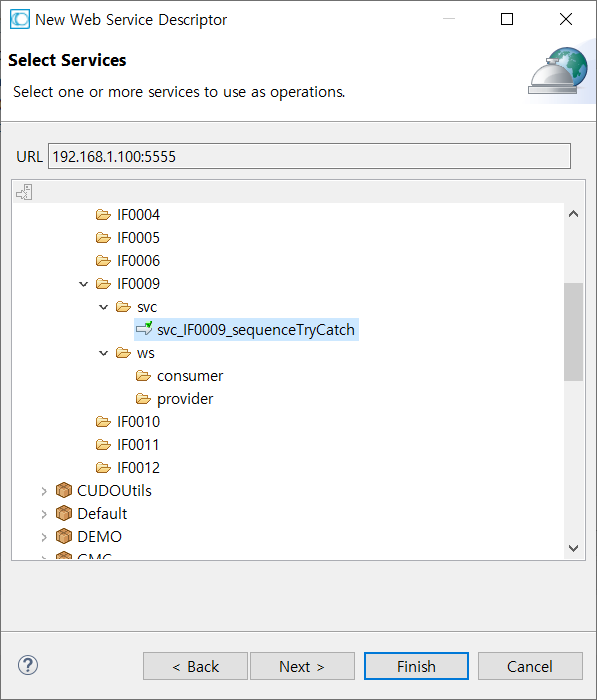 New Web Service Descriptor
Select Services
Select one or more services to use as operations.
URL 192.168.1.100:5555
IF0004
IF0005
IF0006
IF0009
svc
svc_IF0009_sequenceTryCatch
ws
consumer
provider
IF0010
IF0011
IF0012
CUDOUtils
Default
DEMO
< Back Next > Finish Cancel